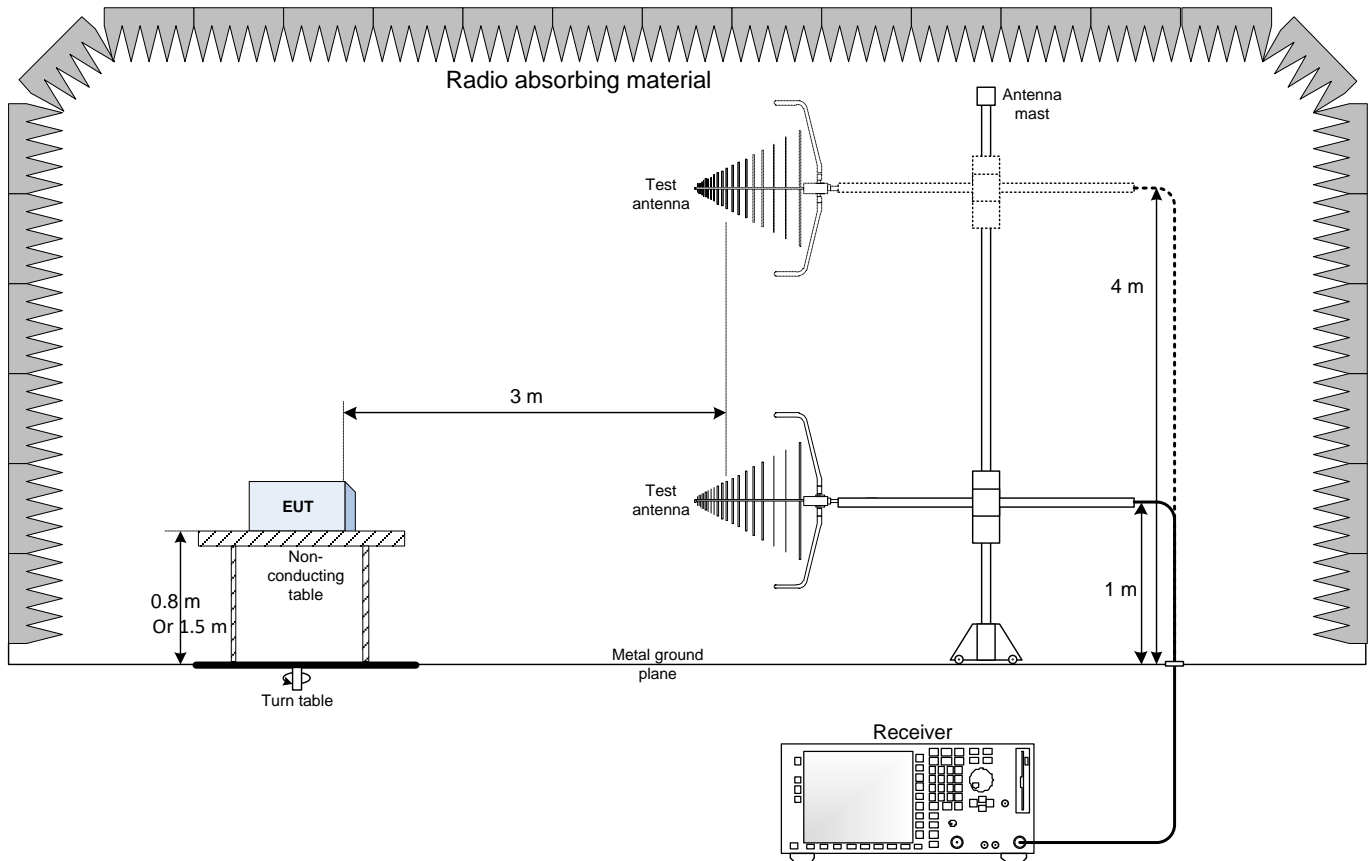 Radio absorbing material
Antenna
mast
Test
antenna
4 m
3 m
Test
antenna
EUT
Non-
conducting
table
0.8 m
Or 1.5 m
1 m
Metal ground
plane
Turn table
Receiver